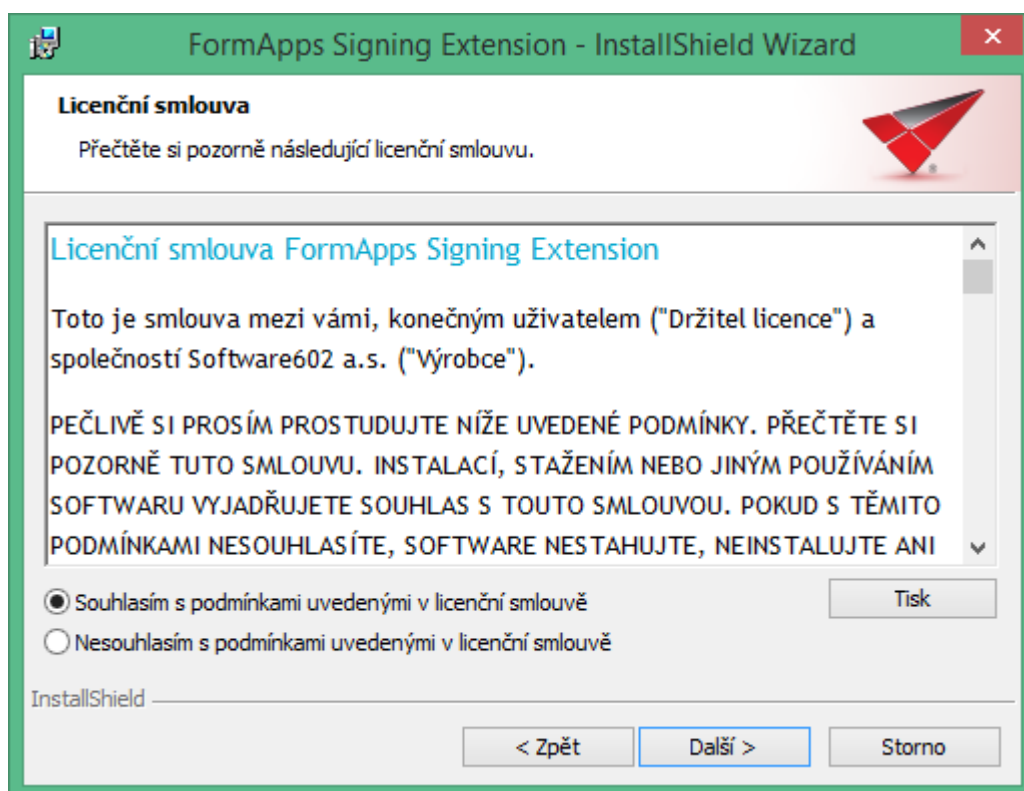 FormApps Signing Extension - InstallShield Wizard
Licenční smlouva
Přečtěte si pozorně následující licenční smlouvu.
Licenční smlouva FormApps Signing Extension
Toto je smlouva mezi vámi, konečným uživatelem ("Držitel licence") a
společností Software602 a.s. ("Výrobce").
PEČLIVĚ SI PROSÍM PROSTUDUJTE NÍŽE UVEDENÉ PODMÍNKY. PŘEČTĚTE SI
POZORNĚ TUTO SMLOUVU. INSTALACÍ, STAŽENÍM NEBO JINÝM POUŽÍVÁNÍM
SOFTWARU VYJADŘUJETE SOUHLAS S TOUTO SMLOUVOU. POKUD S TĚMITO
PODMÍNKAMI NESOUHLASÍTE, SOFTWARE NESTAHUJTE, NEINSTALUJTE ANI
Souhlasím s podmínkami uvedenými v licenční smlouvě
Tisk
Nesouhlasím s podmínkami uvedenými v licenční smlouvě
InstallShield
< Zpět Další > Storno